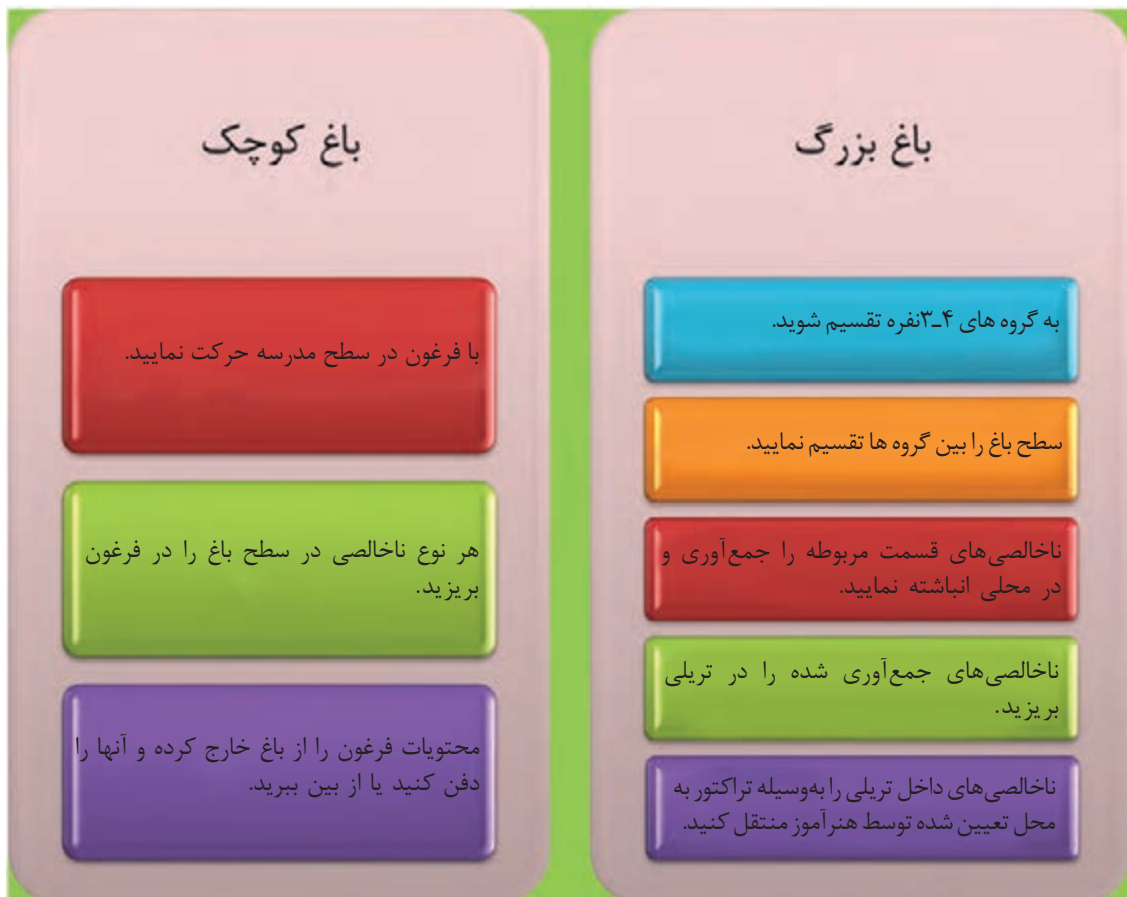 باغ بزرگ
به گروه های ۴ـ۳نفره تقسیم شوید.
سطح باغ را بین گروه ها تقسیم نمایید.
ناخالصی‌های قسمت مربوطه را جمع‌آوری و
در محلی انباشته نمایید.
ناخالصی‌های جمع‌آوری شده را در تریلی
بریزید.
ناخالصی‌های داخل تریلی را به‌وسیله تراکتور به
محل تعیین شده توسط هنرآموز منتقل کنید.
باغ کوچک
با فرغون در سطح مدرسه حرکت نمایید.
هر نوع ناخالصی در سطح باغ را در فرغون
بریزید.
محتویات فرغون را از باغ خارج کرده و آنها را
دفن کنید یا از بین ببرید.